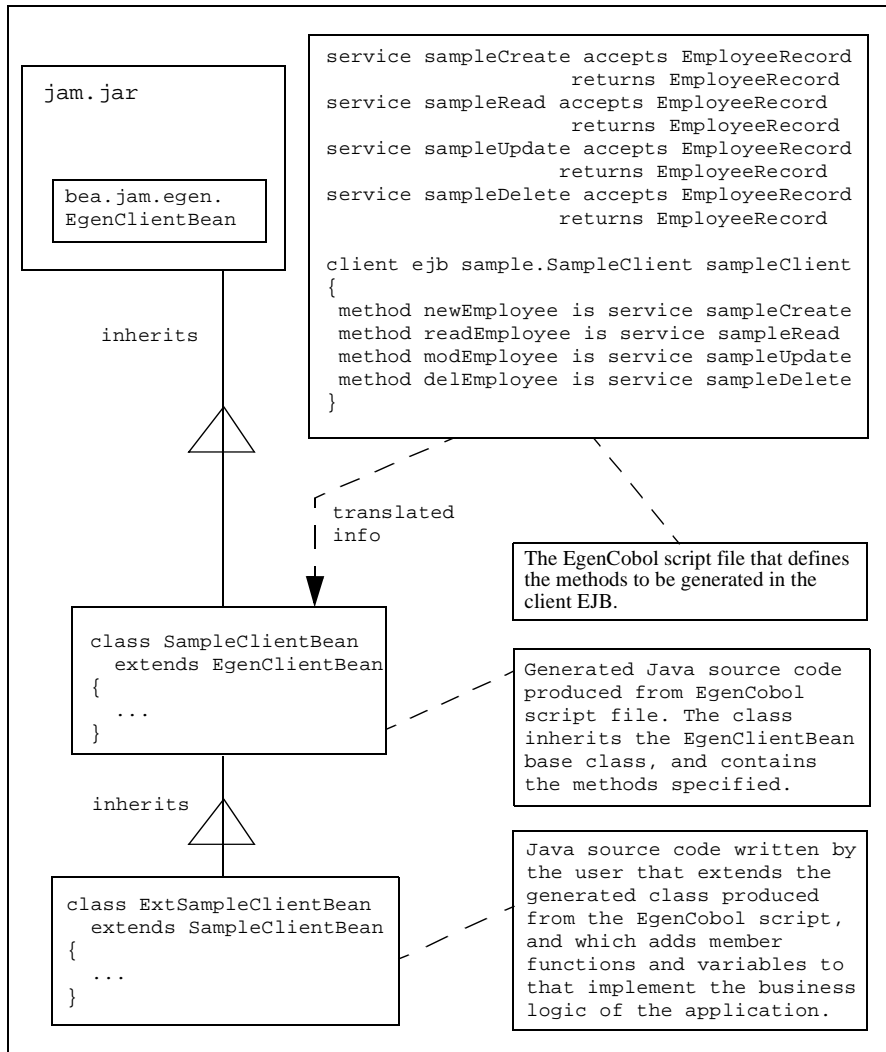 jam.jar
bea.jam.egen.
EgenClientBean
service sampleCreate accepts EmployeeRecord
returns EmployeeRecord
service sampleRead accepts EmployeeRecord
returns EmployeeRecord
service sampleUpdate accepts EmployeeRecord
returns EmployeeRecord
service sampleDelete accepts EmployeeRecord
returns EmployeeRecord
client ejb sample.SampleClient sampleClient
{
method newEmployee is service sampleCreate
method readEmployee is service sampleRead
method modEmployee is service sampleUpdate
method delEmployee is service sampleDelete
}
inherits
translated
info
The EgenCobol script file that defines
the methods to be generated in the
client EJB.
class SampleClientBean
extends EgenClientBean
{
...
}
Generated Java source code
produced from EgenCobol
script file. The class
inherits the EgenClientBean
base class, and contains
the methods specified.
inherits
class ExtSampleClientBean
extends SampleClientBean
{
...
}
Java source code written by
the user that extends the
generated class produced
from the EgenCobol script,
and which adds member
functions and variables to
that implement the business
logic of the application.